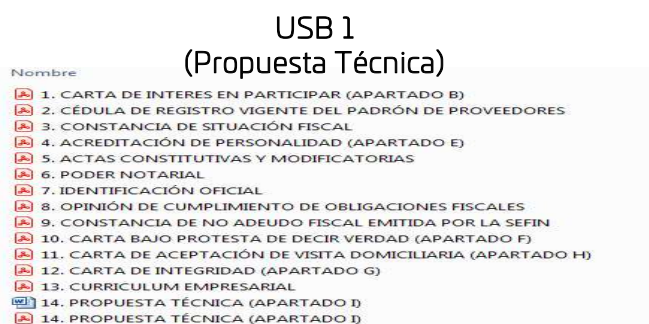 USB 1
(Propuesta Técnica)
Nombre
1. CARTA DE INTERES EN PARTICIPAR (APARTADO B)
2. CÉDULA DE REGISTRO VIGENTE DEL PADRÓN DE PROVEEDORES
3. CONSTANCIA DE SITUACIÓN FISCAL
4. ACREDITACIÓN DE PERSONALIDAD (APARTADO E)
5. ACTAS CONSTITUTIVAS Y MODIFICATORIAS
6. PODER NOTARIAL
7. IDENTIFICACIÓN OFICIAL
8. OPINIÓN DE CUMPLIMIENTO DE OBLIGACIONES FISCALES
9. CONSTANCIA DE NO ADEUDO FISCAL EMITIDA POR LA SEFIN
10. CARTA BAJO PROTESTA DE DECIR VERDAD (APARTADO F)
11. CARTA DE ACEPTACIÓN DE VISITA DOMICILIARIA (APARTADO H)
12. CARTA DE INTEGRIDAD (APARTADO G)
13. CURRICULUM EMPRESARIAL
14. PROPUESTA TÉCNICA (APARTADO I)
14. PROPUESTA TÉCNICA (APARTADO I)